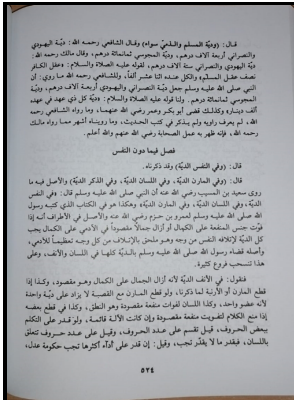 قال: (ودية المسلم والذمي سواء) وقال الشافعي رحمه الله: دية اليهودي
والنصراني أربعة آلاف درهم، ودية المجوسي ثمانمائة درهم، وقال مالك رحمه الله:
دية اليهودي والنصراني ستة آلاف درهم، لقوله عليه الصلاة والسلام: «عقل الكافر
نصف عقل المسلم» والكل عنده اثنا عشر ألفاً، وللشافعي رحمه الله ما روي: أن
النبي صلى الله عليه وسلم جعل دية النصراني واليهودي أربعة آلاف درهم، ودية
المجوسي ثمانمائة درهم. ولنا قوله عليه الصلاة والسلام: «دية كل ذي عهد في عهده
ألف دينار» وكذلك قضى أبو بكر وعمر رضي الله عنهما، وما رواه الشافعي رحمه
الله، لم يعرف راويه ولم يذكر في كتب الحديث، وما رويناه أشهر مما رواه مالك
رحمه الله، فإنه ظهر به عمل الصحابة رضي الله عنهم والله أعلم.
فصل فيما دون النفس
قال: (وفي النفس الدية) وقد ذكرناه.
قال: (وفي المارن الدية، وفي اللسان الدية، وفي الذكر الدية) والأصل فيه ما
روى سعيد بن المسيب رضي الله عنه أن النبي صلى الله عليه وسلم قال: «في النفس
الدية، وفي اللسان الدية، وفي المارن الدية» وهكذا هو في الكتاب الذي كتبه رسول
الله صلى الله عليه وسلم لعمرو بن حزم رضي الله عنه والأصل في الأطراف أنه إذا
فوت جنس المنفعة على الكمال أو أزال جمالاً مقصوداً في الآدمي على الكمال يجب
كل الدية لإتلافه النفس من وجه وهو ملحق بالإتلاف من كل وجه تعظيماً للآدمي،
وأصله قضاء رسول الله صلى الله عليه وسلم بالدية كلها في اللسان والأنف، وعلى
هذا تنسحب فروع كثيرة.
فنقول: في الأنف الدية لأنه أزال الجمال على الكمال وهو مقصود، وكذا إذا
قطع المارن أو الأرنبة لما ذكرنا، ولو قطع المارن مع القصبة لا يزاد على دية واحدة
لأنه عضو واحد، وكذا اللسان لفوات منفعة مقصودة وهو النطق، وكذا في قطع بعضه
إذا منع الكلام لتفويت منفعة مقصودة وإن كانت الآلة قائمة، ولو قدر على التكلم
ببعض الحروف، قيل تقسم على عدد الحروف، وقيل على عدد حروف تتعلق
باللسان، فبقدر ما لا يقدر تجب، وقيل: إن قدر على أداء أكثرها تجب حكومة عدل،
٥٢٤